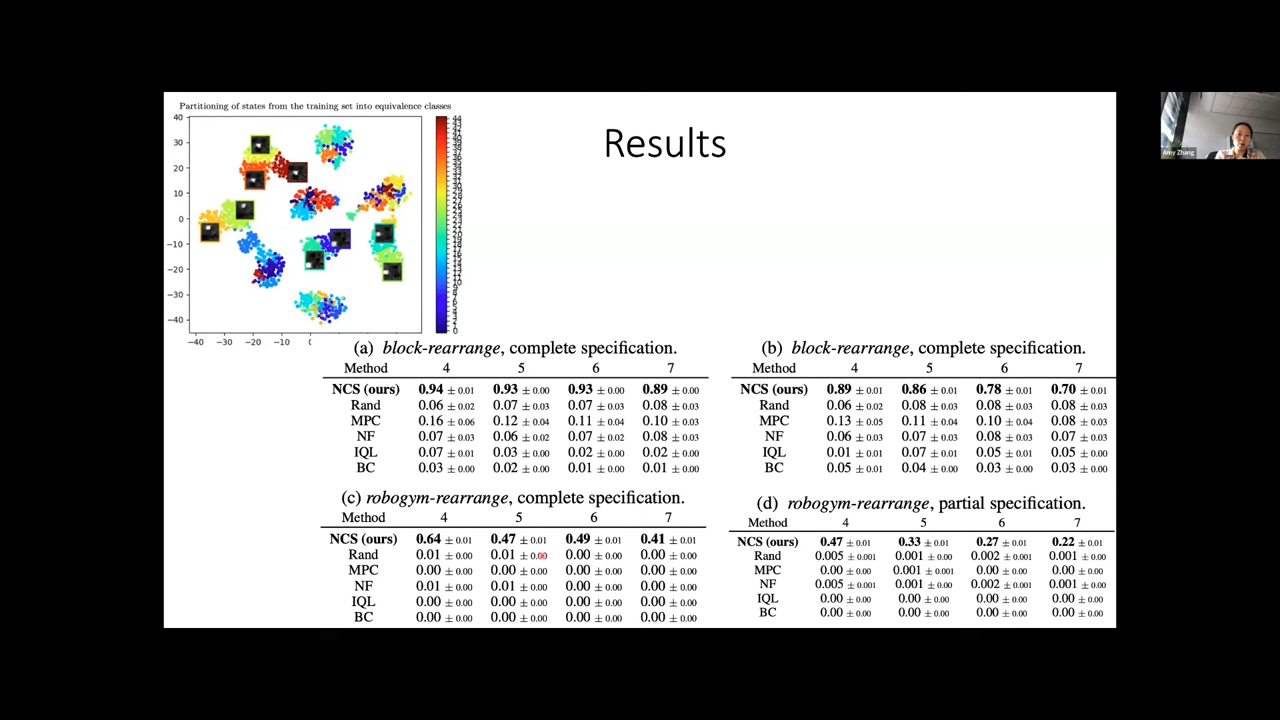 Partitioning of states from the training set into equivalence classes
Results
Amy Zhang
40
30
20
10
0
−10
−20
−30
−40
−40 −30 −20 −10
(a) block-rearrange, complete specification.
Method 4 5 6 7
NCS (ours) 0.94 ± 0.01 0.93 ± 0.00 0.93 ± 0.00 0.89 ± 0.00
Rand 0.06 ± 0.02 0.07 ± 0.03 0.07 ± 0.03 0.08 ± 0.03
MPC 0.16 ± 0.06 0.12 ± 0.04 0.11 ± 0.04 0.10 ± 0.03
NF 0.07 ± 0.03 0.06 ± 0.02 0.07 ± 0.02 0.08 ± 0.03
IQL 0.07 ± 0.01 0.03 ± 0.00 0.02 ± 0.00 0.02 ± 0.00
BC 0.03 ± 0.00 0.02 ± 0.00 0.01 ± 0.00 0.01 ± 0.00
(b) block-rearrange, complete specification.
Method 4 5 6 7
NCS (ours) 0.89 ± 0.01 0.86 ± 0.01 0.78 ± 0.01 0.70 ± 0.01
Rand 0.06 ± 0.02 0.08 ± 0.03 0.08 ± 0.03 0.08 ± 0.03
MPC 0.13 ± 0.05 0.11 ± 0.04 0.10 ± 0.04 0.08 ± 0.03
NF 0.06 ± 0.03 0.07 ± 0.03 0.08 ± 0.03 0.07 ± 0.03
IQL 0.01 ± 0.01 0.07 ± 0.01 0.05 ± 0.01 0.05 ± 0.00
BC 0.05 ± 0.01 0.04 ± 0.00 0.03 ± 0.00 0.03 ± 0.00
(c) robogym-rearrange, complete specification.
Method 4 5 6 7
NCS (ours) 0.64 ± 0.01 0.47 ± 0.01 0.49 ± 0.01 0.41 ± 0.01
Rand 0.01 ± 0.00 0.01 ± 0.00 0.00 ± 0.00 0.00 ± 0.00
MPC 0.00 ± 0.00 0.00 ± 0.00 0.00 ± 0.00 0.00 ± 0.00
NF 0.01 ± 0.00 0.01 ± 0.00 0.00 ± 0.00 0.00 ± 0.00
IQL 0.00 ± 0.00 0.00 ± 0.00 0.00 ± 0.00 0.00 ± 0.00
BC 0.00 ± 0.00 0.00 ± 0.00 0.00 ± 0.00 0.00 ± 0.00
(d) robogym-rearrange, partial specification.
Method 4 5 6 7
NCS (ours) 0.47 ± 0.01 0.33 ± 0.01 0.27 ± 0.01 0.22 ± 0.01
Rand 0.005 ± 0.001 0.001 ± 0.00 0.002 ± 0.001 0.001 ± 0.00
MPC 0.00 ± 0.00 0.001 ± 0.001 0.00 ± 0.00 0.00 ± 0.00
NF 0.005 ± 0.001 0.001 ± 0.00 0.002 ± 0.001 0.001 ± 0.00
IQL 0.00 ± 0.00 0.00 ± 0.00 0.00 ± 0.00 0.00 ± 0.00
BC 0.00 ± 0.00 0.00 ± 0.00 0.00 ± 0.00 0.00 ± 0.00